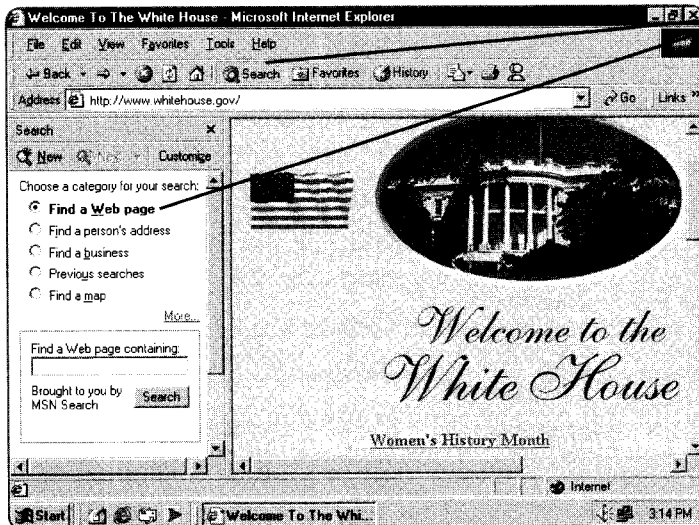 Welcome To The White House - Microsoft Internet Explorer
File Edit View Favorites Tools Help
Back Search Favorites History
Address http://www.whitehouse.gov/ Go Links »
Search
New Next Customize
Choose a category for your search:
Find a Web page
Find a person's address
Find a business
Previous searches
Find a map
More...
Find a Web page containing:
Brought to you by
MSN Search
Search
Welcome to the
White House
Women's History Month
Internet
Start Welcome To The Whi... 3:14 PM